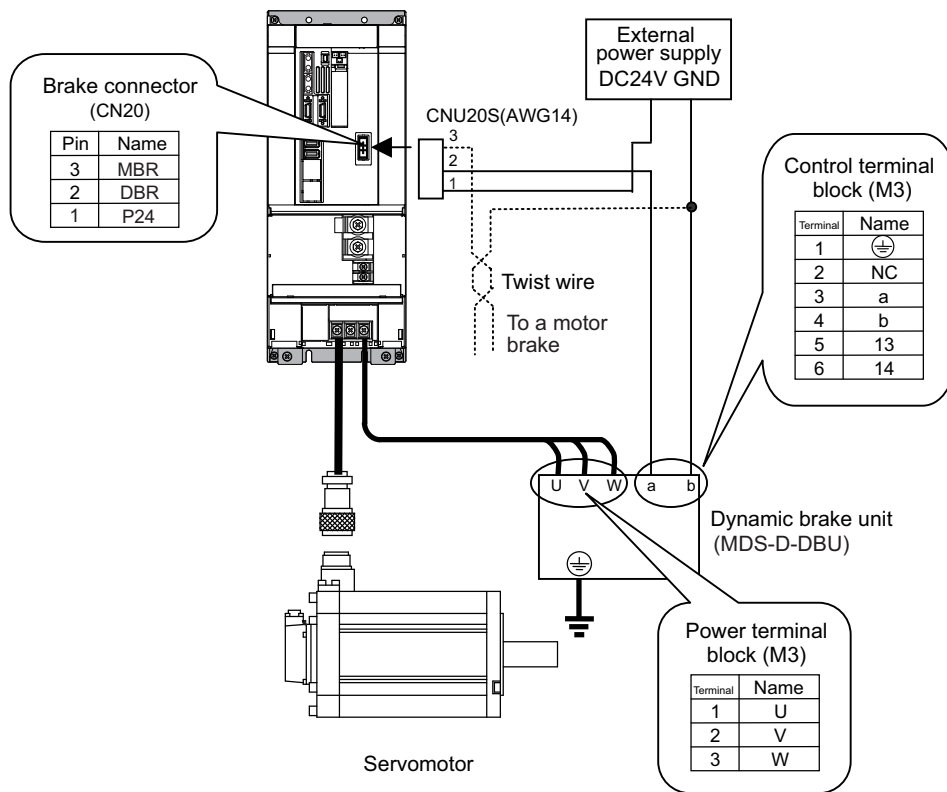 External
power supply
DC24V GND
Brake connector
(CN20)
Pin Name
3 MBR
2 DBR
1 P24
CNU20S(AWG14)
3
2
1
Control terminal
block (M3)
Terminal Name
1
2 NC
3 a
4 b
5 13
6 14
Twist wire
To a motor
brake
U V W a b
Dynamic brake unit
(MDS-D-DBU)
Power terminal
block (M3)
Terminal Name
1 U
2 V
3 W
Servomotor